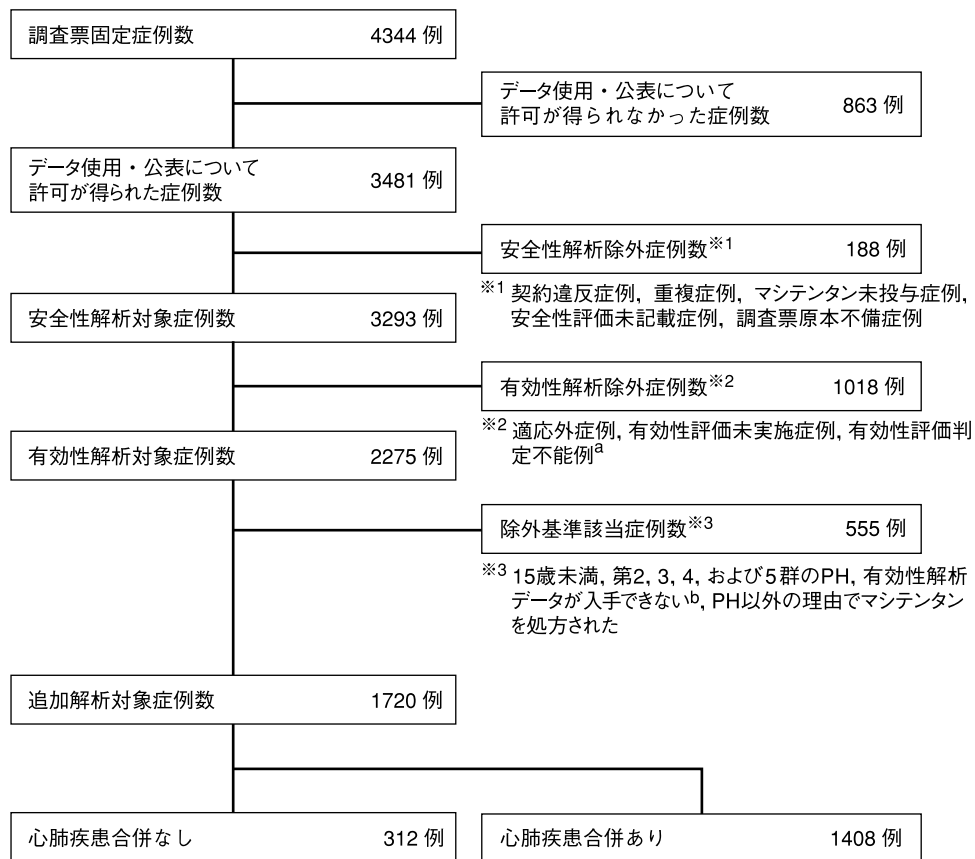 調査票固定症例数 4344 例
データ使用・公表について
許可が得られなかった症例数 863 例
データ使用・公表について
許可が得られた症例数 3481 例
安全性解析除外症例数※1 188 例
※1 契約違反症例, 重複症例, マシテンタン未投与症例,
安全性評価未記載症例, 調査票原本不備症例
安全性解析対象症例数 3293 例
有効性解析除外症例数※2 1018 例
※2 適応外症例, 有効性評価未実施症例, 有効性評価判
定不能例a
有効性解析対象症例数 2275 例
除外基準該当症例数※3 555 例
※3 15歳未満, 第2, 3, 4, および5群のPH, 有効性解析
データが入手できないb, PH以外の理由でマシテンタン
を処方された
追加解析対象症例数 1720 例
心肺疾患合併なし 312 例
心肺疾患合併あり 1408 例